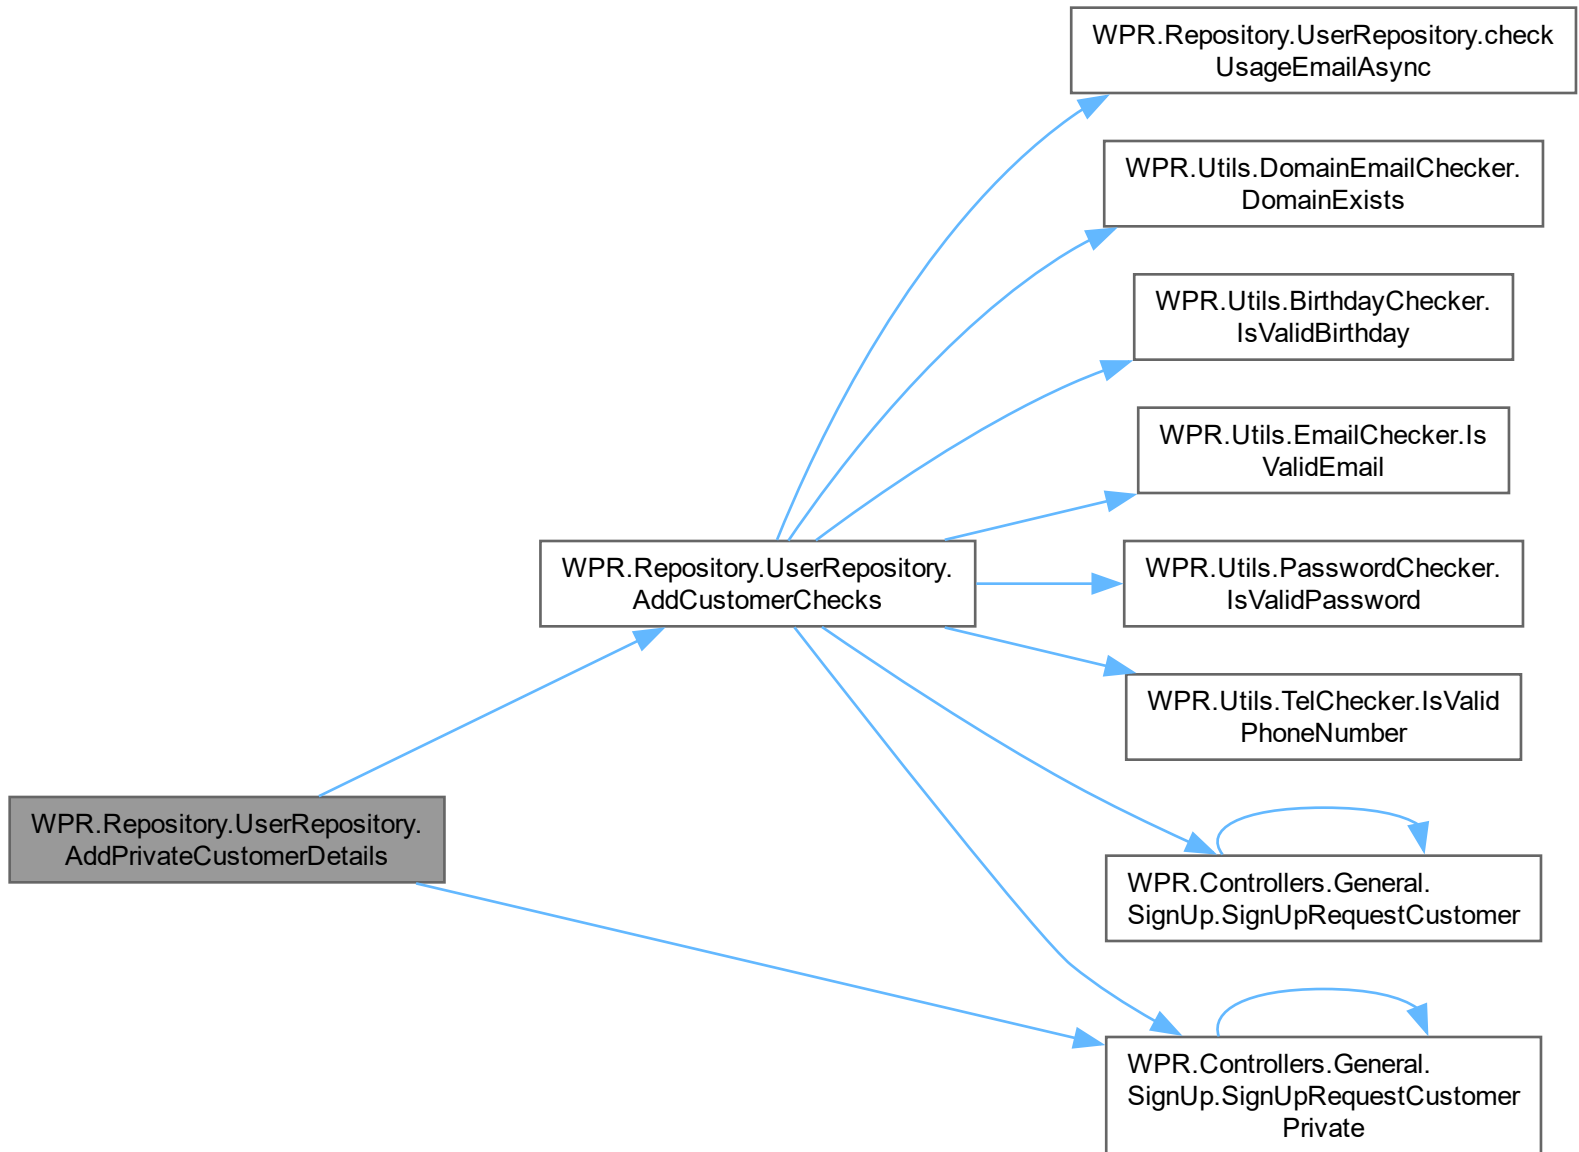 WPR.Repository.UserRepository.check
UsageEmailAsync
WPR.Utils.DomainEmailChecker.
DomainExists
WPR.Utils.BirthdayChecker.
IsValidBirthday
WPR.Utils.EmailChecker.Is
ValidEmail
WPR.Repository.UserRepository.
AddCustomerChecks
WPR.Utils.PasswordChecker.
IsValidPassword
WPR.Utils.TelChecker.IsValid
PhoneNumber
WPR.Repository.UserRepository.
AddPrivateCustomerDetails
WPR.Controllers.General.
SignUp.SignUpRequestCustomer
WPR.Controllers.General.
SignUp.SignUpRequestCustomer
Private